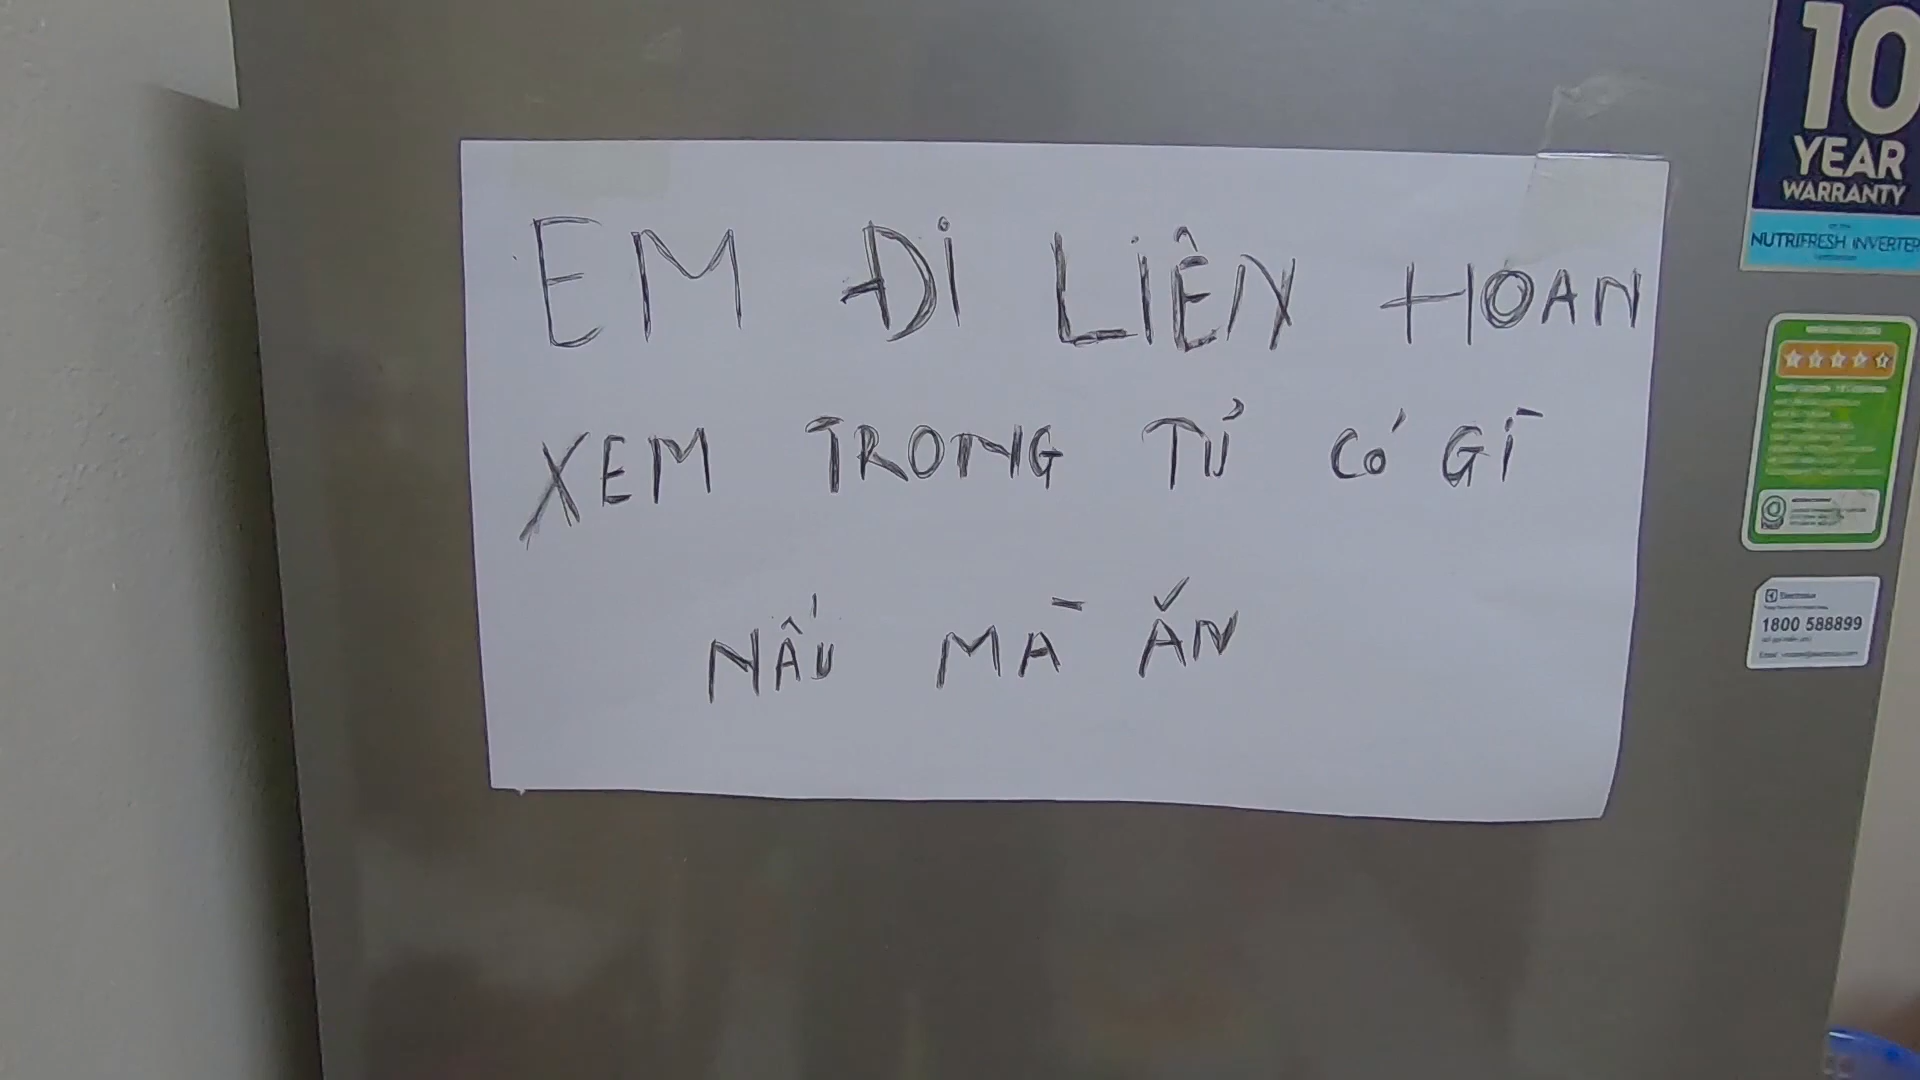 EM ĐI LIÊN HOAN
XEM TRONG TỦ CÓ GÌ
NẤU MÀ ĂN
10
YEAR
WARRANTY
NUTRIFRESH INVERTER
Electrolux
1800 588899